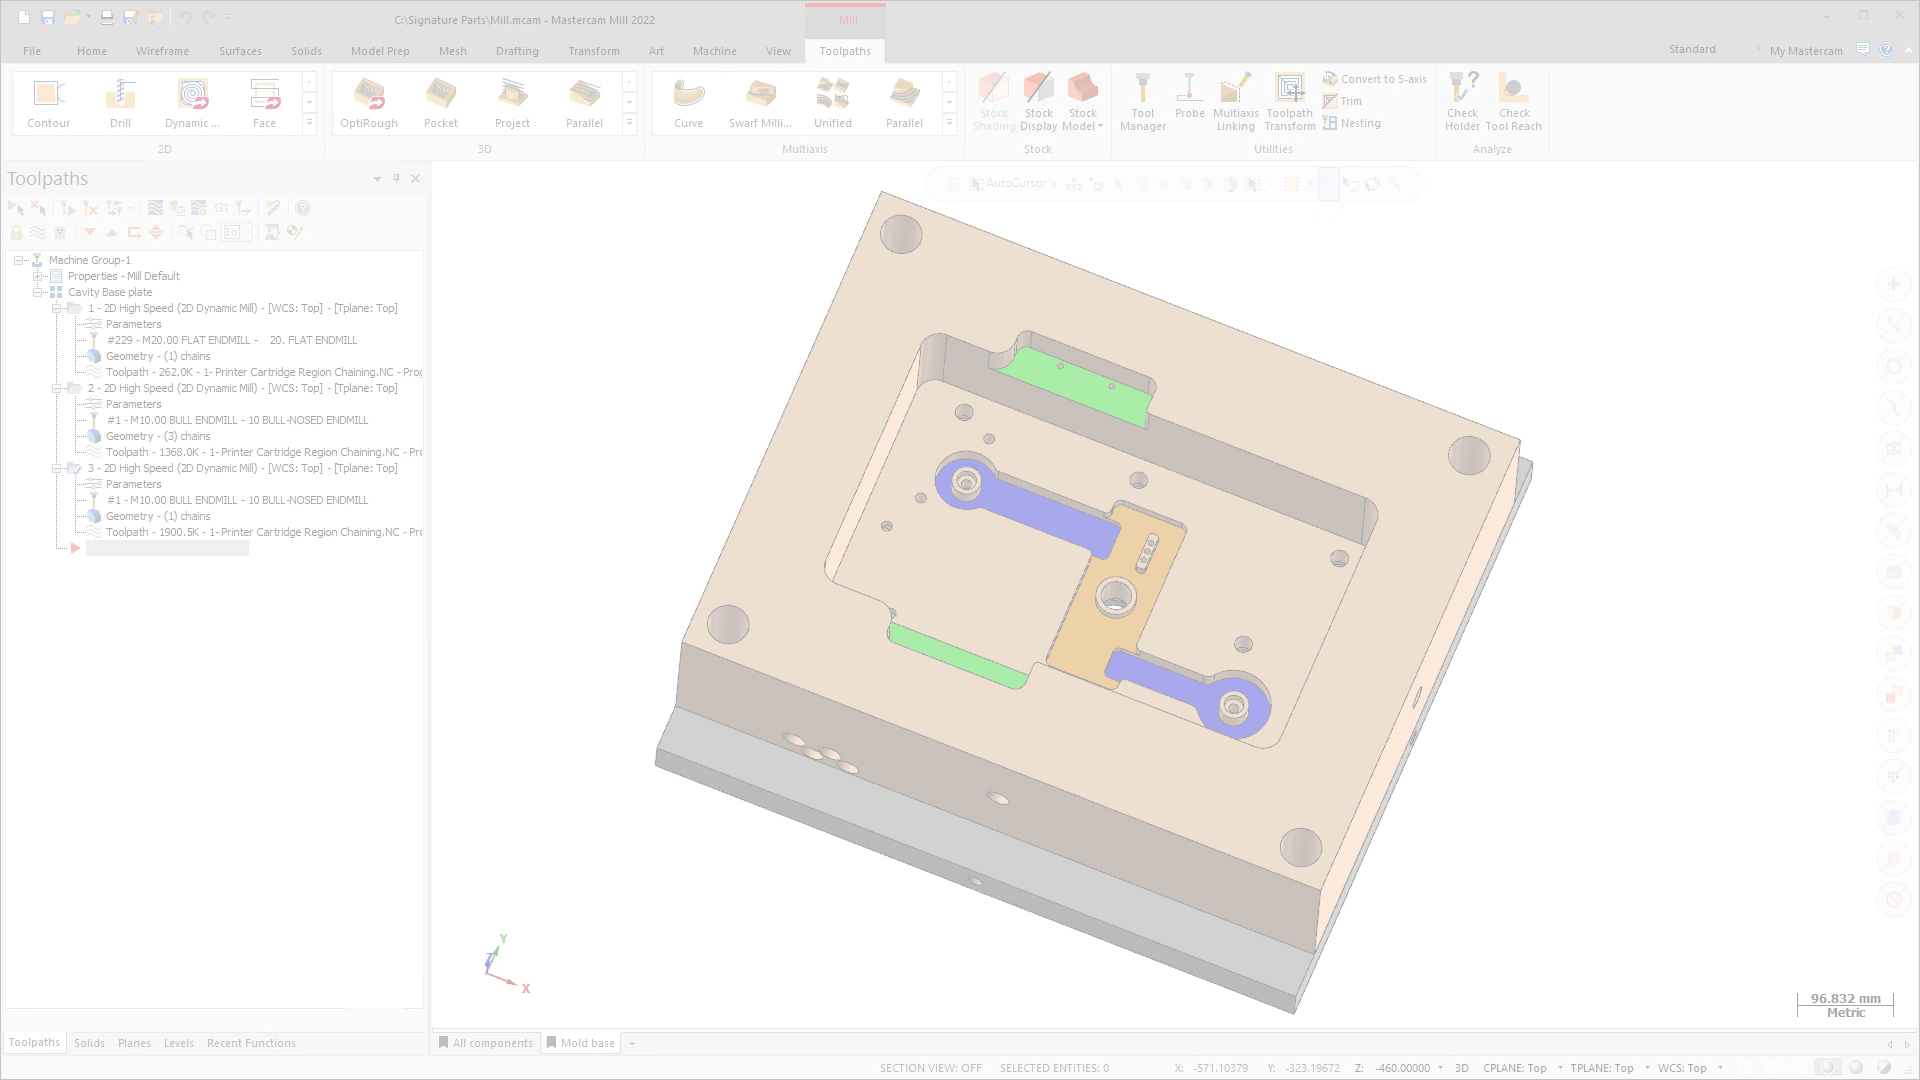 C:\Signature Parts\Mill.mcam - Mastercam Mill 2022
Mill
File Home Wireframe Surfaces Solids Model Prep Mesh Drafting Transform Art Machine View Toolpaths
Standard My Mastercam
Contour Drill Dynamic ... Face
2D
OptiRough Pocket Project Parallel
3D
Curve Swarf Milli... Unified Parallel
Multiaxis
Stock Shading
Stock Display
Stock Model
Stock
Tool Manager
Probe
Multiaxis Linking
Toolpath Transform
Convert to 5-axis
Trim
Nesting
Utilities
Check Holder
Check Tool Reach
Analyze
Toolpaths
AutoCursor
G1
Machine Group-1
Properties - Mill Default
Cavity Base plate
1 - 2D High Speed (2D Dynamic Mill) - [WCS: Top] - [Tplane: Top]
Parameters
#229 - M20.00 FLAT ENDMILL - 20. FLAT ENDMILL
Geometry - (1) chains
Toolpath - 262.0K - 1- Printer Cartridge Region Chaining.NC - Prog
2 - 2D High Speed (2D Dynamic Mill) - [WCS: Top] - [Tplane: Top]
Parameters
#1 - M10.00 BULL ENDMILL - 10 BULL-NOSED ENDMILL
Geometry - (3) chains
Toolpath - 1368.0K - 1- Printer Cartridge Region Chaining.NC - Pr
3 - 2D High Speed (2D Dynamic Mill) - [WCS: Top] - [Tplane: Top]
Parameters
#1 - M10.00 BULL ENDMILL - 10 BULL-NOSED ENDMILL
Geometry - (1) chains
Toolpath - 1900.5K - 1- Printer Cartridge Region Chaining.NC - Pr
Y
Z
X
96.832 mm
Metric
Toolpaths Solids Planes Levels Recent Functions
All components Mold base +
SECTION VIEW: OFF SELECTED ENTITIES: 0 X: -571.10379 Y: -323.19672 Z: -460.00000 3D CPLANE: Top TPLANE: Top WCS: Top